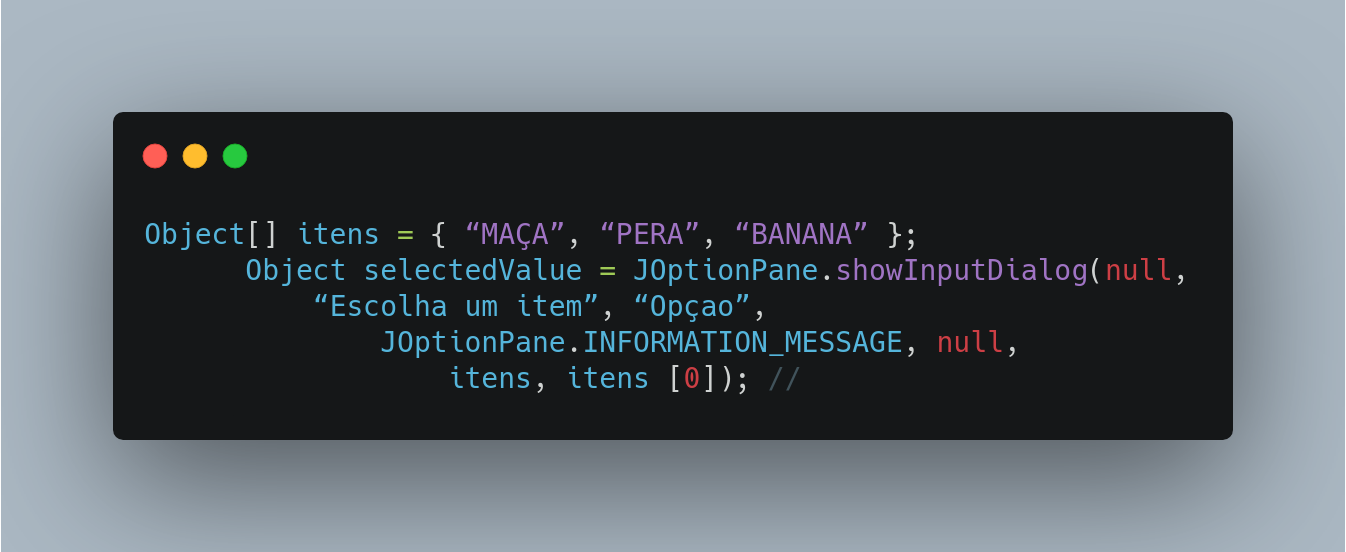 Object[] itens = { “MAÇA”, “PERA”, “BANANA” };
Object selectedValue = JOptionPane.showInputDialog(null,
“Escolha um item”, “Opçao”,
JOptionPane.INFORMATION_MESSAGE, null,
itens, itens [0]); //